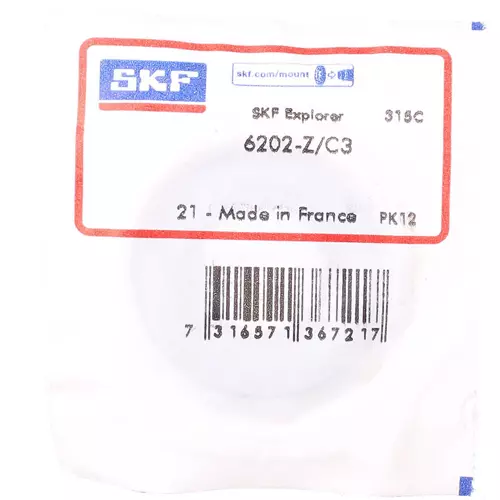 SKF
skf.com/mount
SKF Explorer 315C
6202-Z/C3
21 - Made in France PK12
7 316571 367217